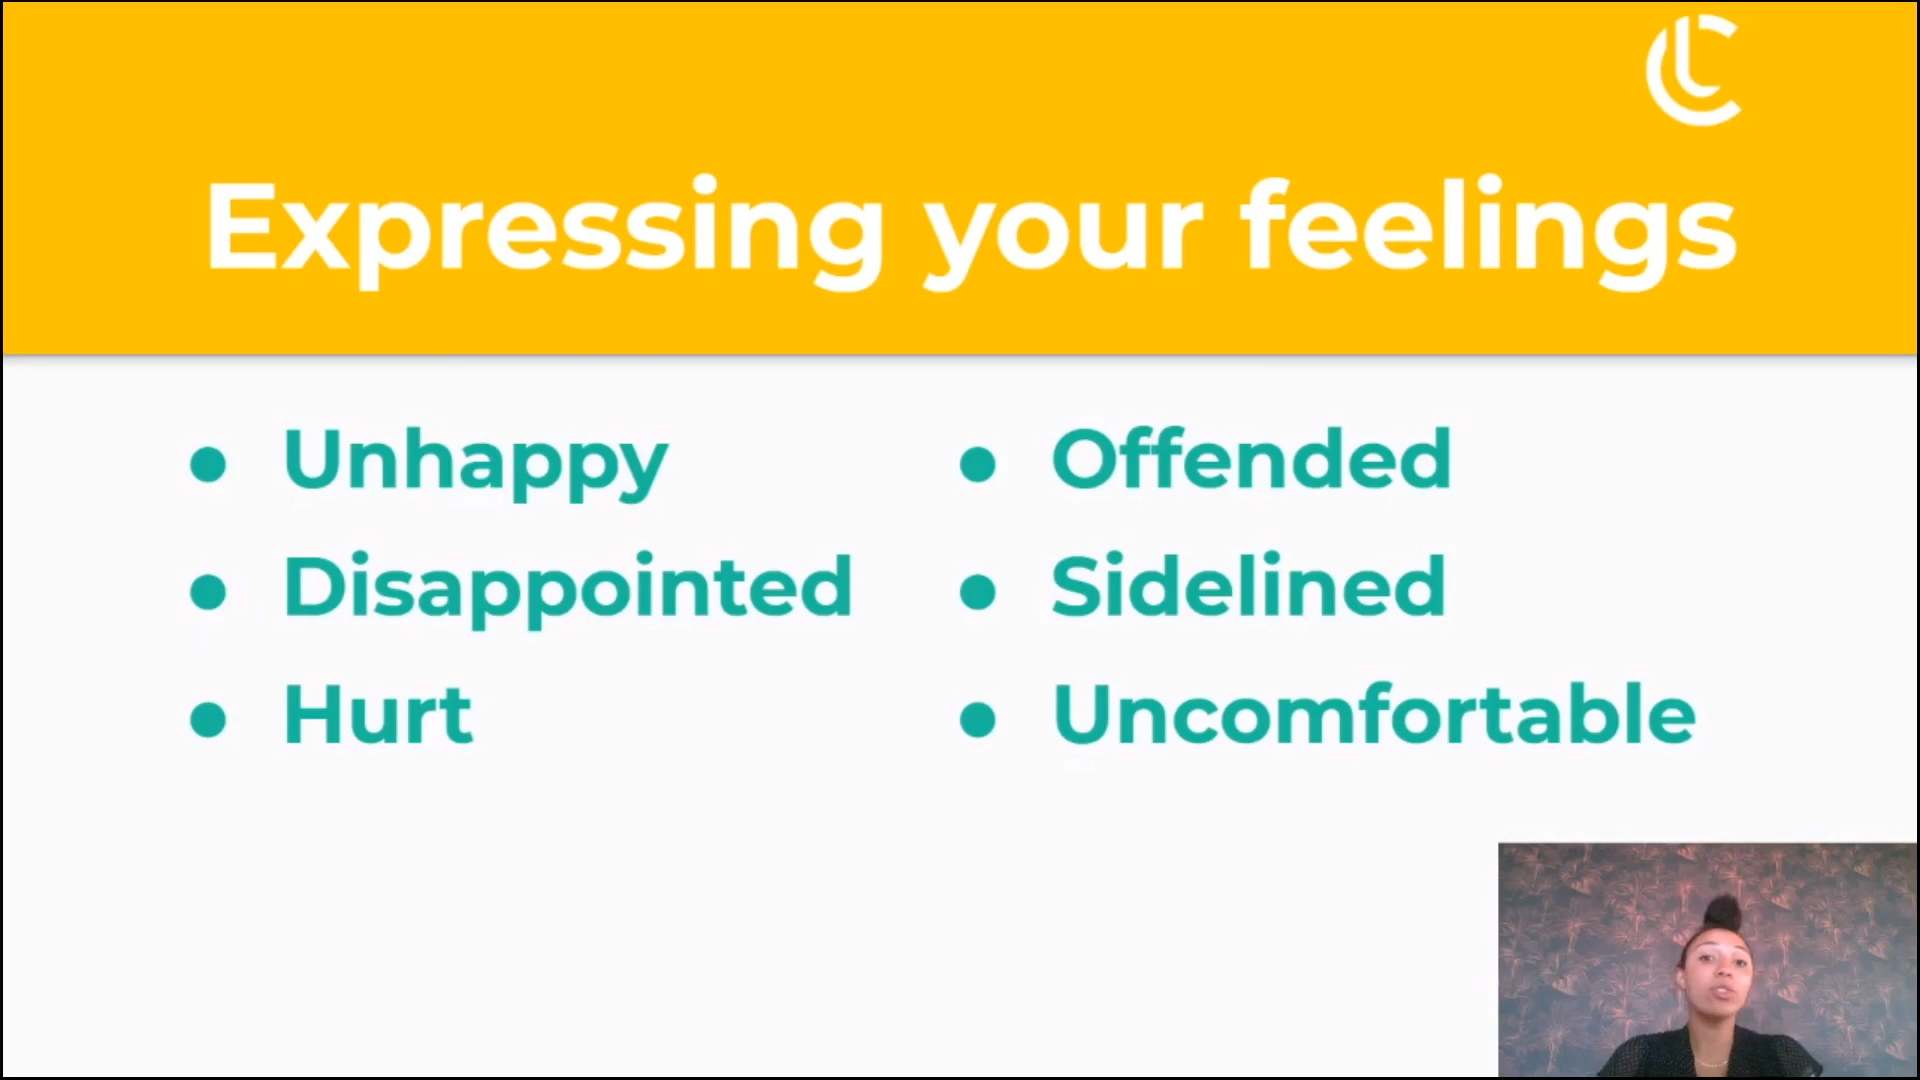 Expressing your feelings
● Unhappy
● Disappointed
● Hurt
● Offended
● Sidelined
● Uncomfortable